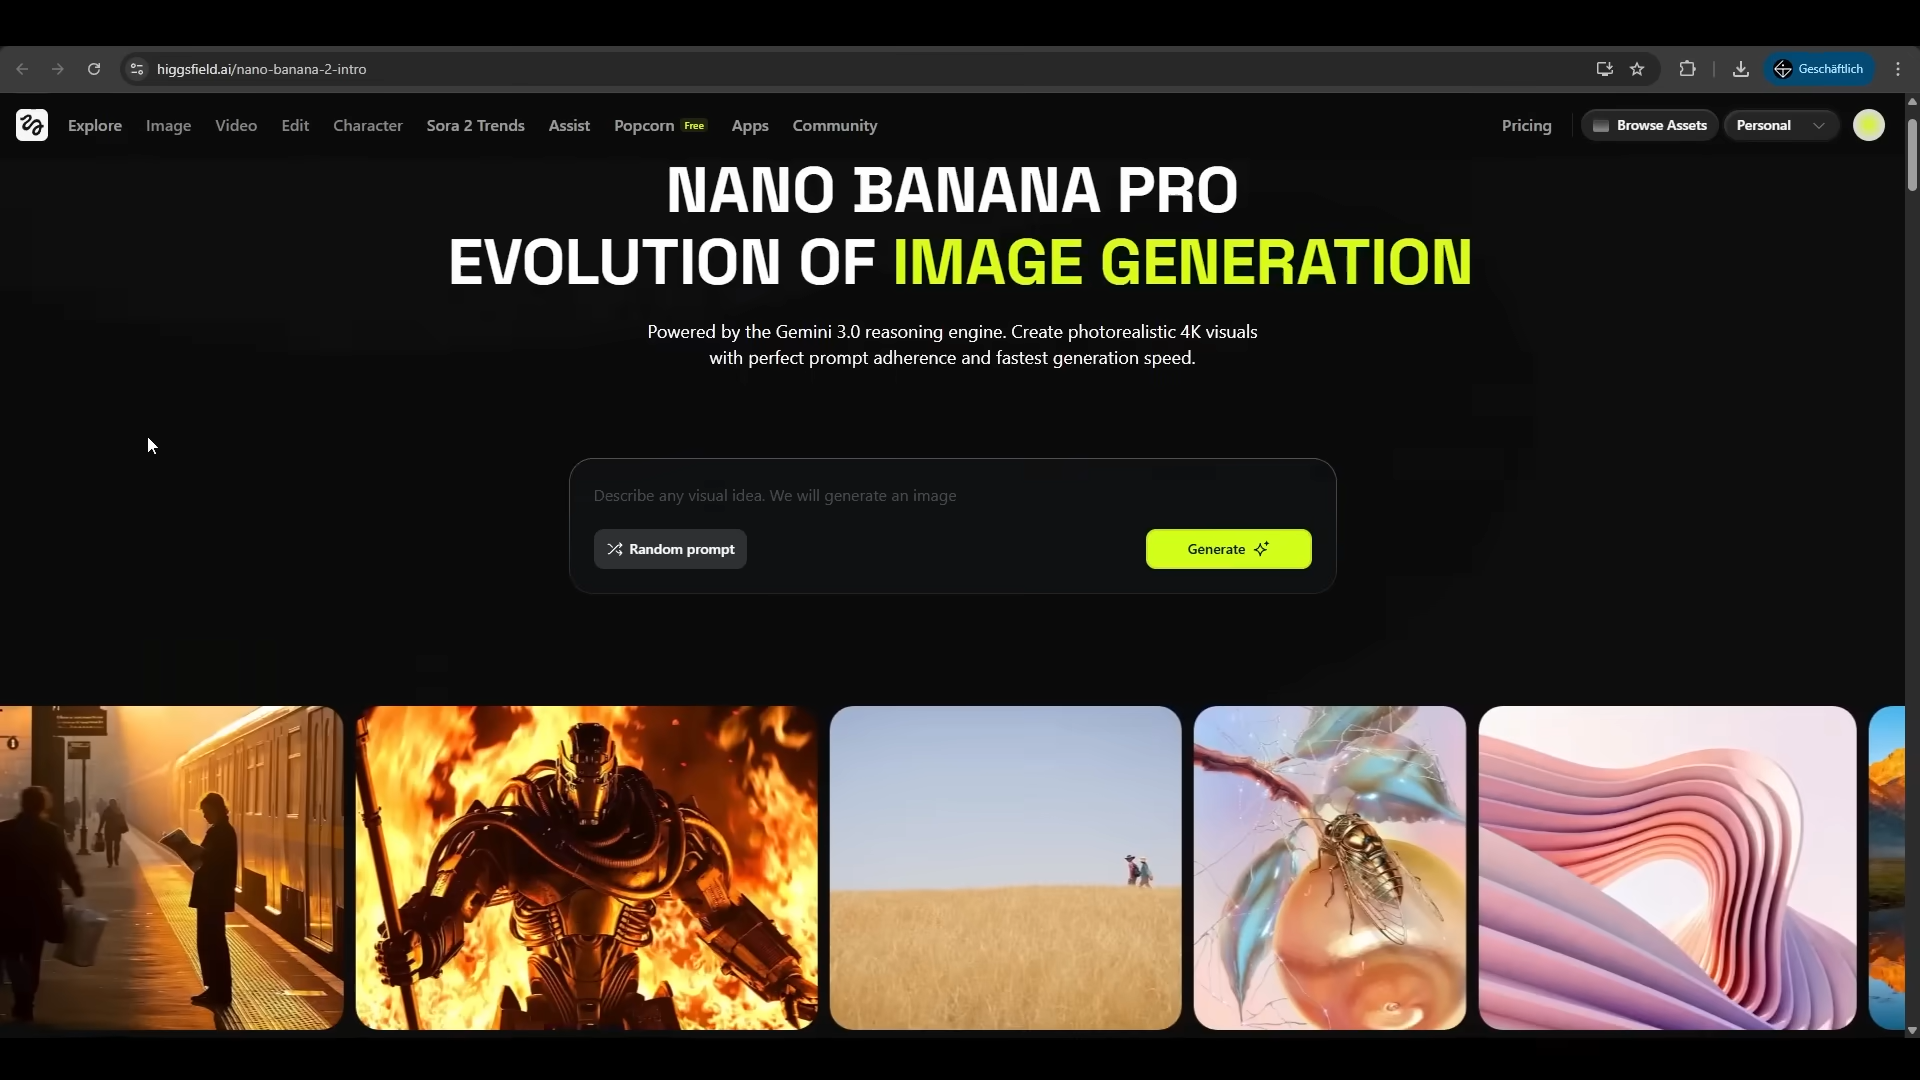 higgsfield.ai/nano-banana-2-intro
Geschäftlich
Explore
Image
Video
Edit
Character
Sora 2 Trends
Assist
Popcorn Free
Apps
Community
Pricing
Browse Assets
Personal
NANO BANANA PRO
EVOLUTION OF IMAGE GENERATION
Powered by the Gemini 3.0 reasoning engine. Create photorealistic 4K visuals
with perfect prompt adherence and fastest generation speed.
Describe any visual idea. We will generate an image
Random prompt
Generate